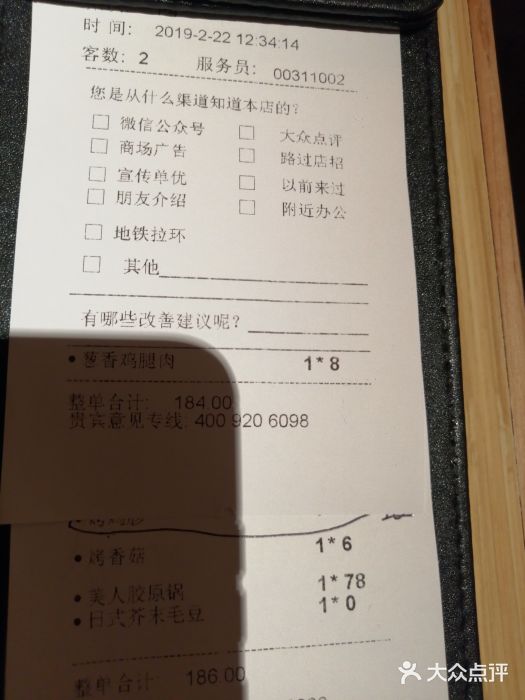 时 间： 2019-2-22 12:34:14
客数：2 服务员：00311002
您是从什么渠道知道本店的？
□ 微信公众号 □ 大众点评
□ 商场广告 □ 路过店招
□ 宣传单优 □ 以前来过
□ 朋友介绍 □ 附近办公
□ 地铁拉环
□ 其他
有哪些改善建议呢？
• 葱香鸡腿肉 1* 8
整单合计： 184.00
贵宾意见专线：400 920 6098
• 烤香菇 1* 6
• 美人胶原锅 1* 78
• 日式芥末毛豆 1* 0
整单合计： 186.00
大众点评